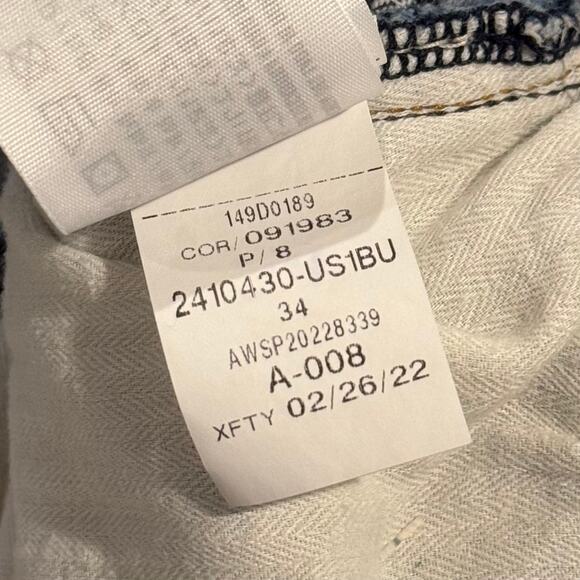 149D0189
COR/091983
P/8
2410430-US1BU
34
AWSP20228339
A-008
XFTY 02/26/22